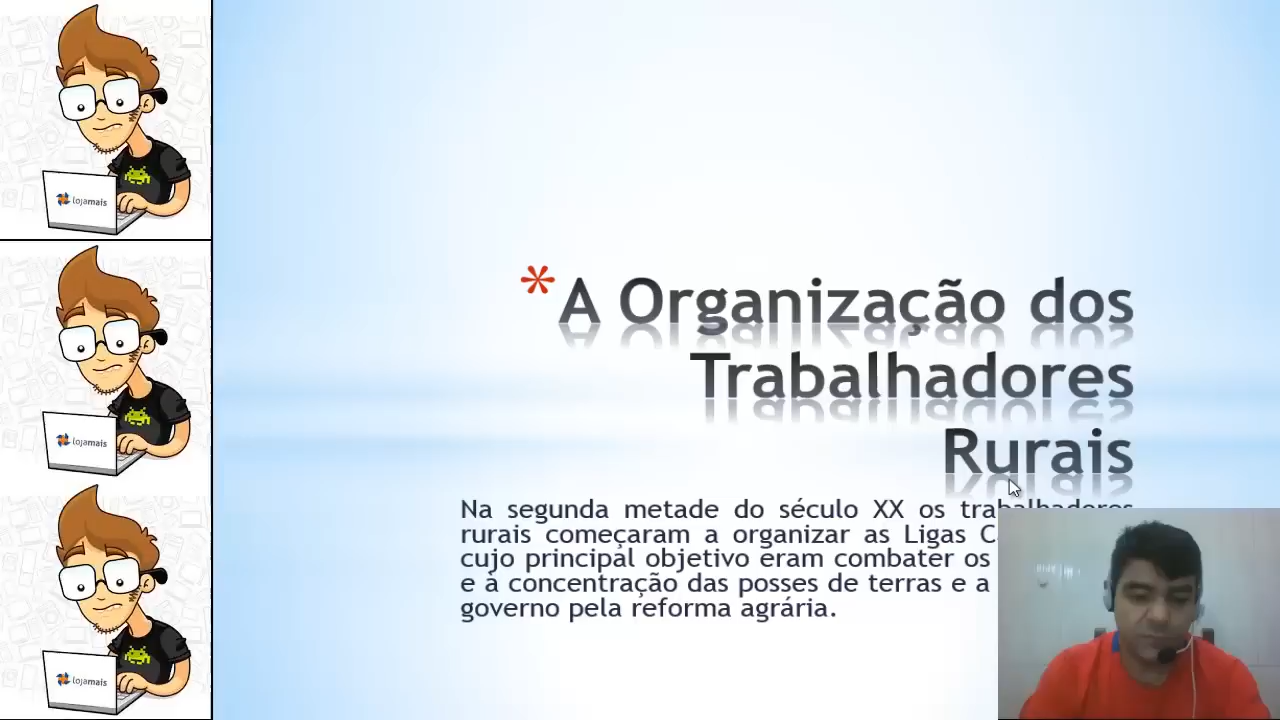 lojamais
lojamais
lojamais
* A Organização dos
Trabalhadores
Rurais
Na segunda metade do século XX os trabalhadores
rurais começaram a organizar as Ligas
cujo principal objetivo eram combater os
e à concentração das posses de terras e a
governo pela reforma agrária.